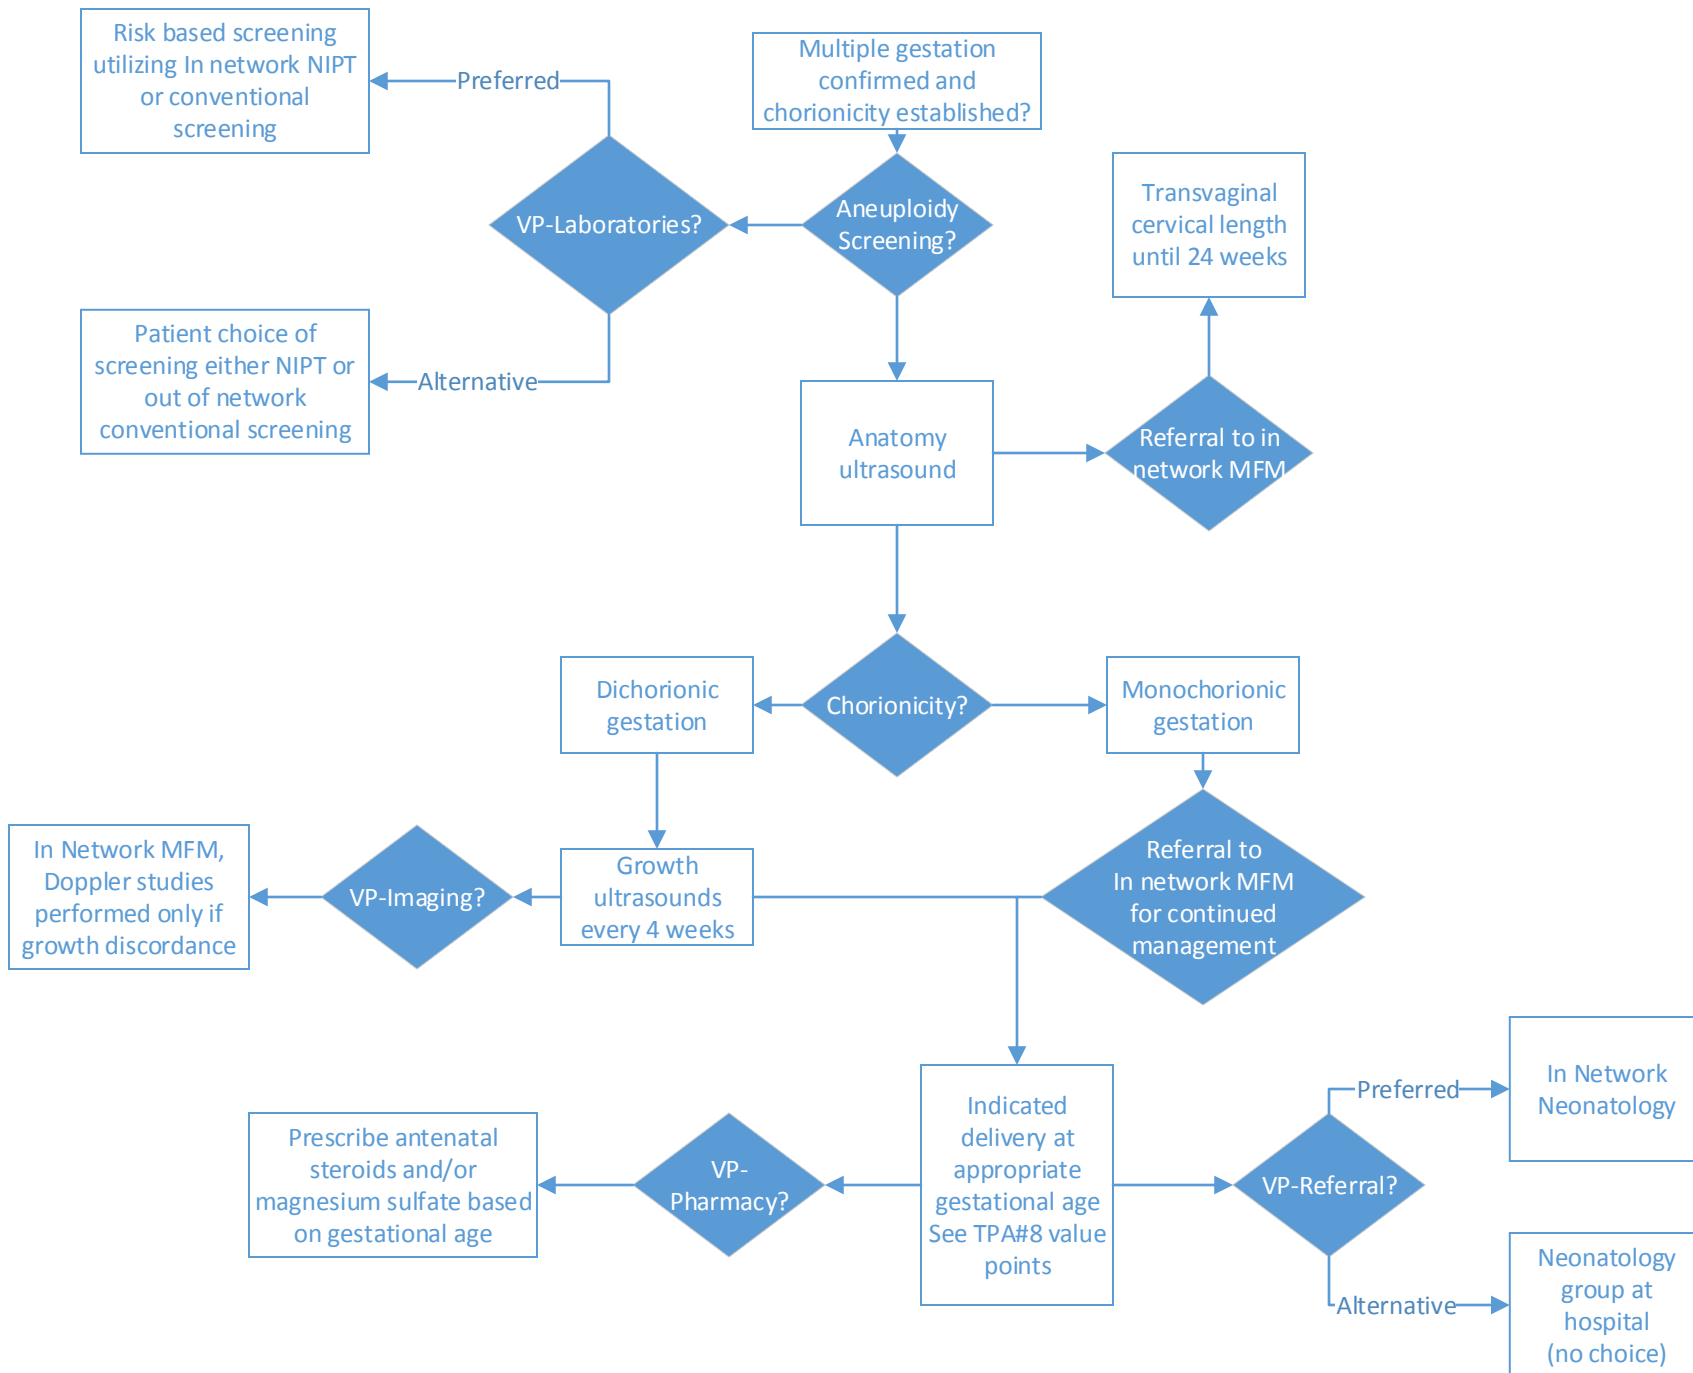 Risk based screening
utilizing In network NIPT
or conventional
screening
Preferred
Multiple gestation
confirmed and
chorionicity established?
VP-Laboratories?
Aneuploidy
Screening?
Transvaginal
cervical length
until 24 weeks
Patient choice of
screening either NIPT or
out of network
conventional screening
Alternative
Anatomy
ultrasound
Referral to in
network MFM
Dichorionic
gestation
Chorionicity?
Monochorionic
gestation
In Network MFM,
Doppler studies
performed only if
growth discordance
VP-Imaging?
Growth
ultrasounds
every 4 weeks
Referral to
In network MFM
for continued
management
Prescribe antenatal
steroids and/or
magnesium sulfate based
on gestational age
VP-
Pharmacy?
Indicated
delivery at
appropriate
gestational age
See TPA#8 value
points
VP-Referral?
Preferred
In Network
Neonatology
Alternative
Neonatology
group at
hospital
(no choice)